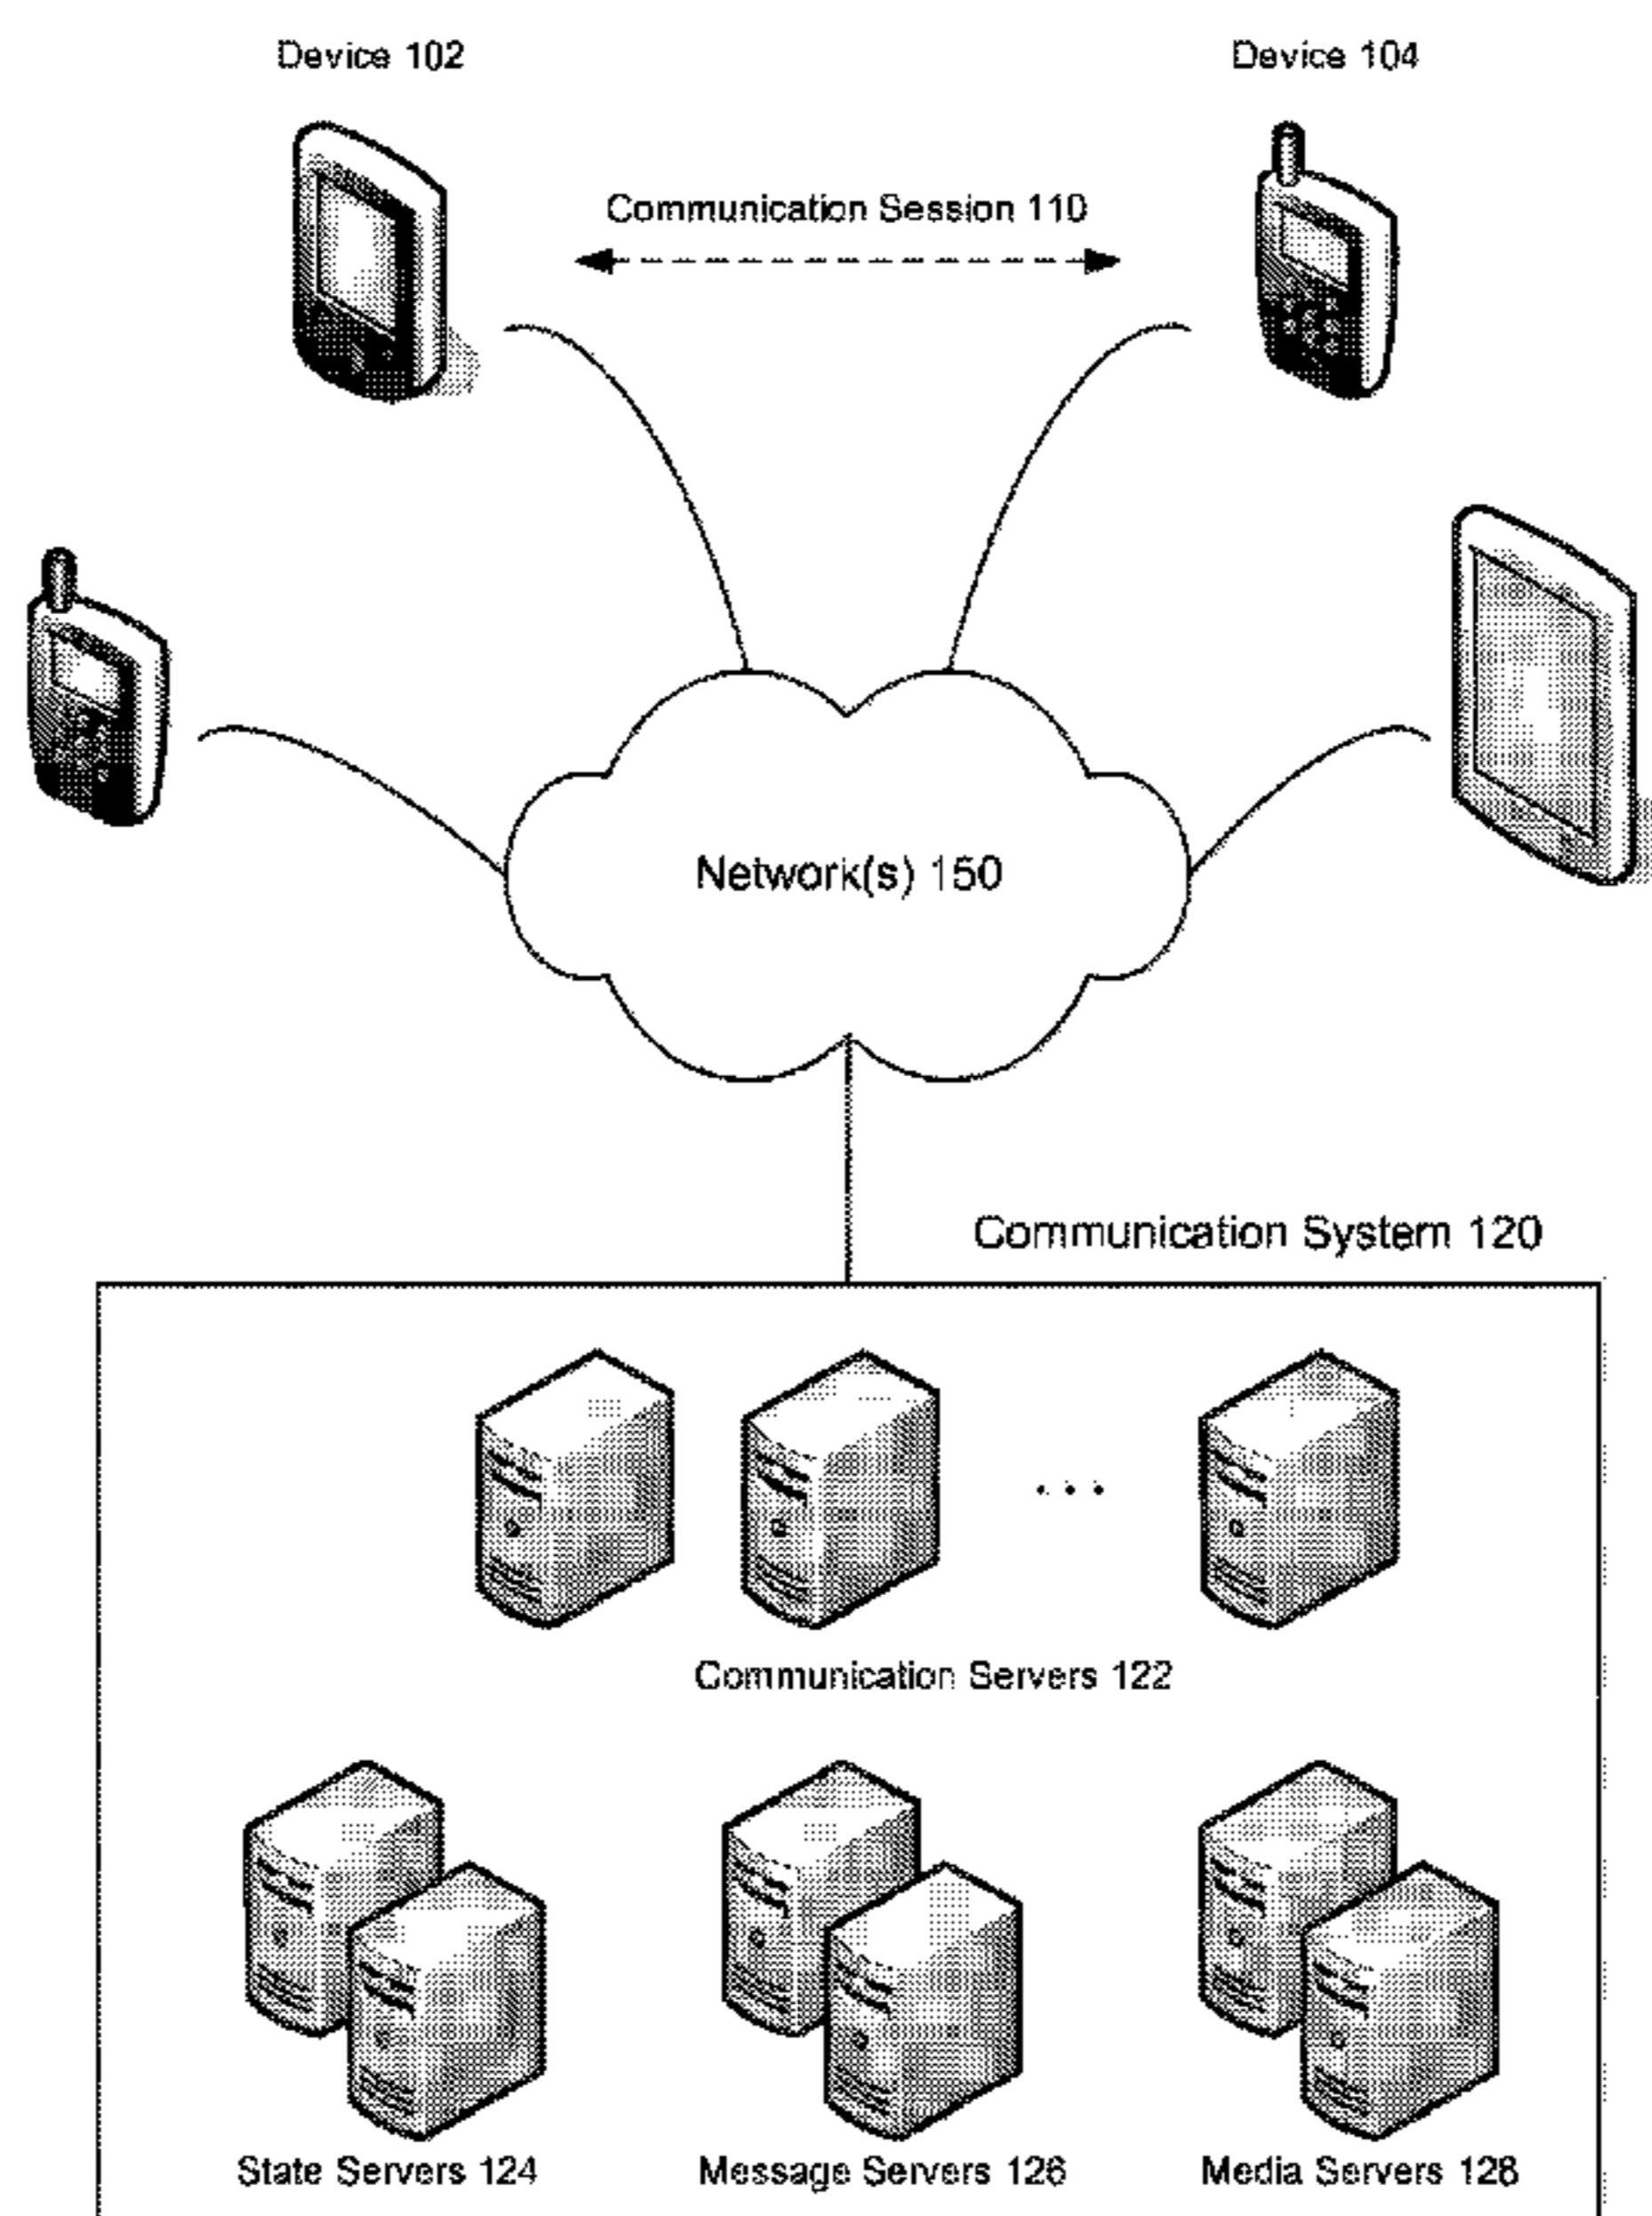 Device 102
Device 104
Communication Session 110
Network(s) 150
Communication System 120
. . .
Communication Servers 122
State Servers 124
Message Servers 126
Media Servers 128